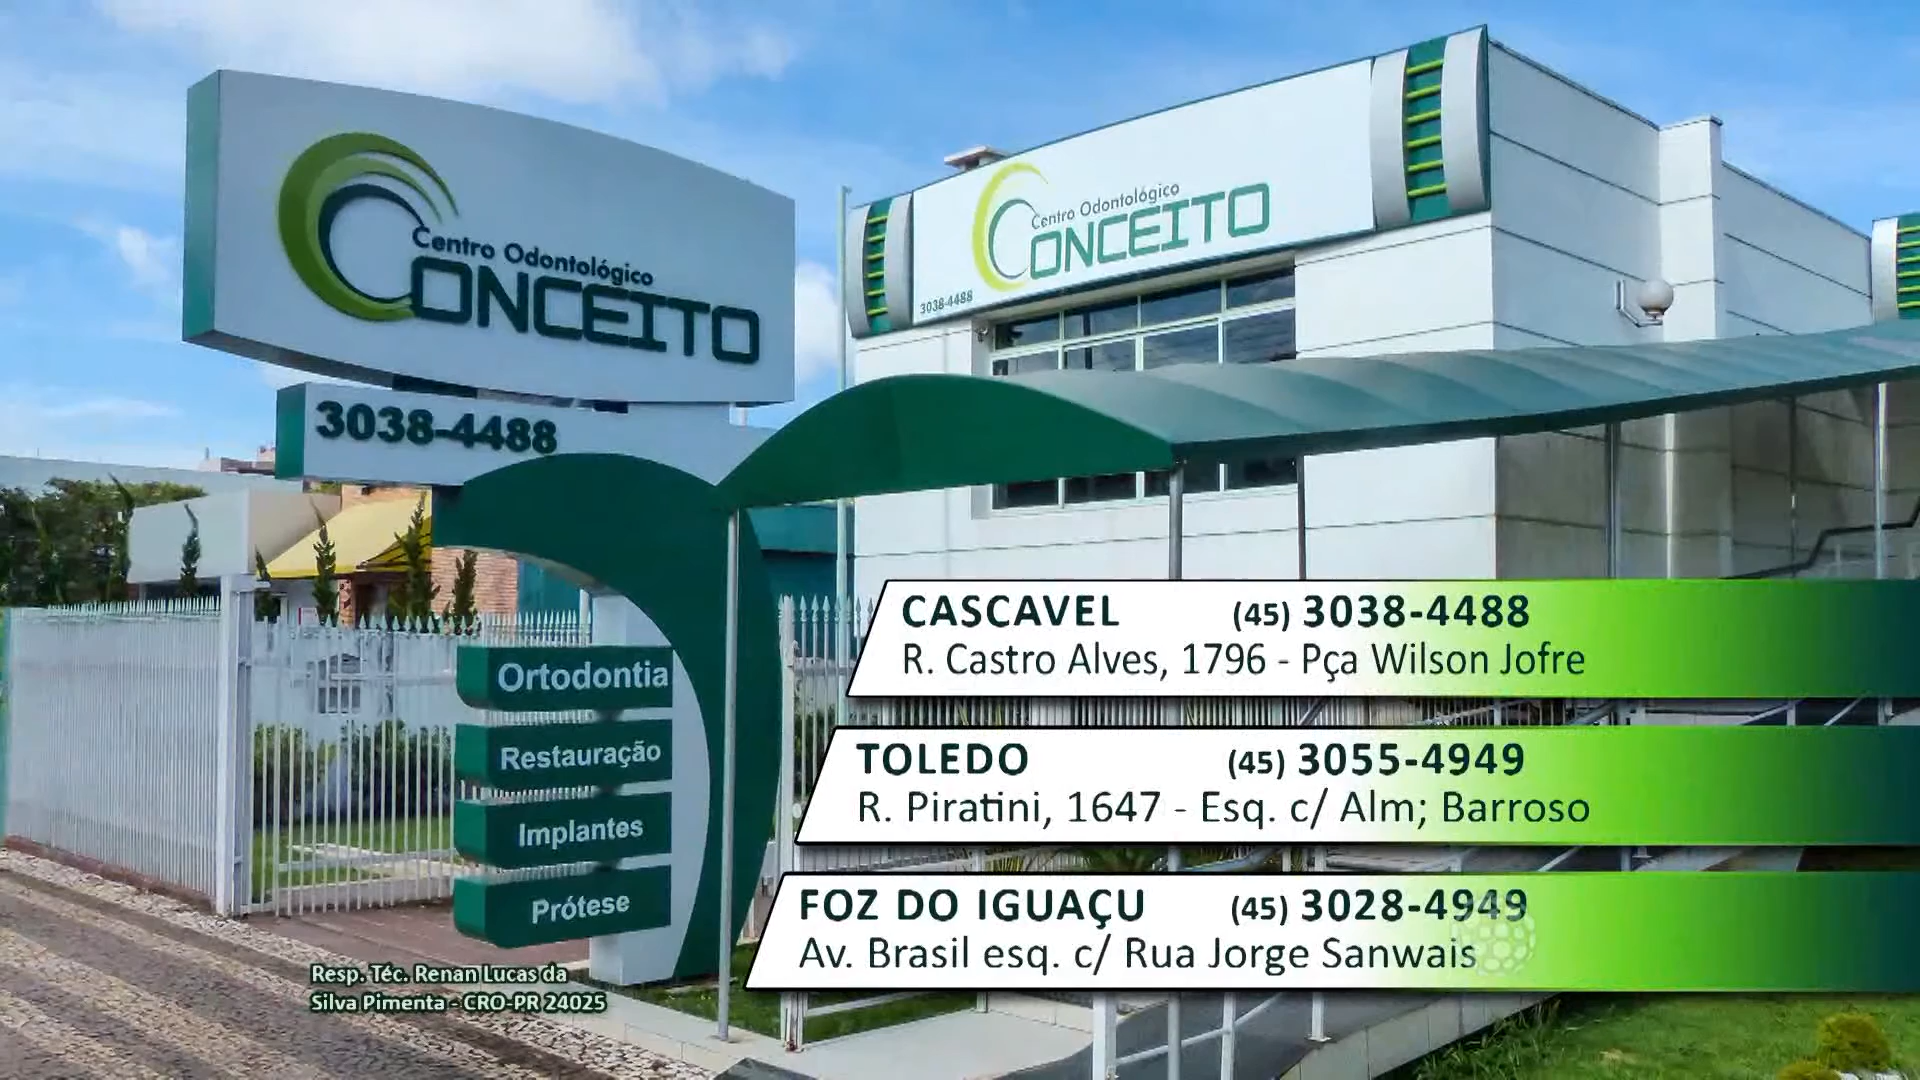 Centro Odontológico
CONCEITO
3038-4488
Centro Odontológico
CONCEITO
3038-4488
Ortodontia
Restauração
Implantes
Prótese
CASCAVEL (45) 3038-4488
R. Castro Alves, 1796 - Pça Wilson Jofre
TOLEDO (45) 3055-4949
R. Piratini, 1647 - Esq. c/ Alm; Barroso
FOZ DO IGUAÇU (45) 3028-4949
Av. Brasil esq. c/ Rua Jorge Sanwais
Resp. Téc. Renan Lucas da
Silva Pimenta - CRO-PR 24025